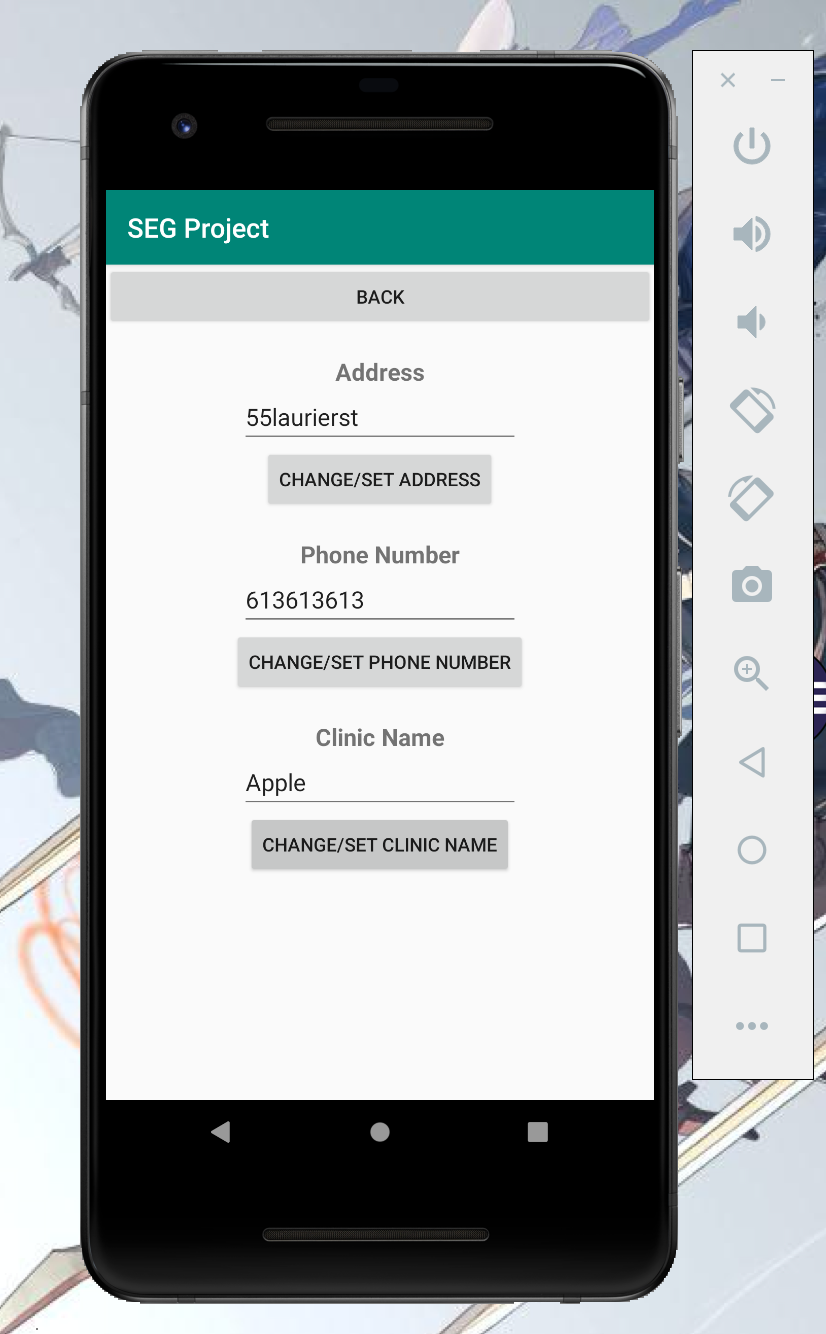 SEG Project
BACK
Address
55laurierst
CHANGE/SET ADDRESS
Phone Number
613613613
CHANGE/SET PHONE NUMBER
Clinic Name
Apple
CHANGE/SET CLINIC NAME